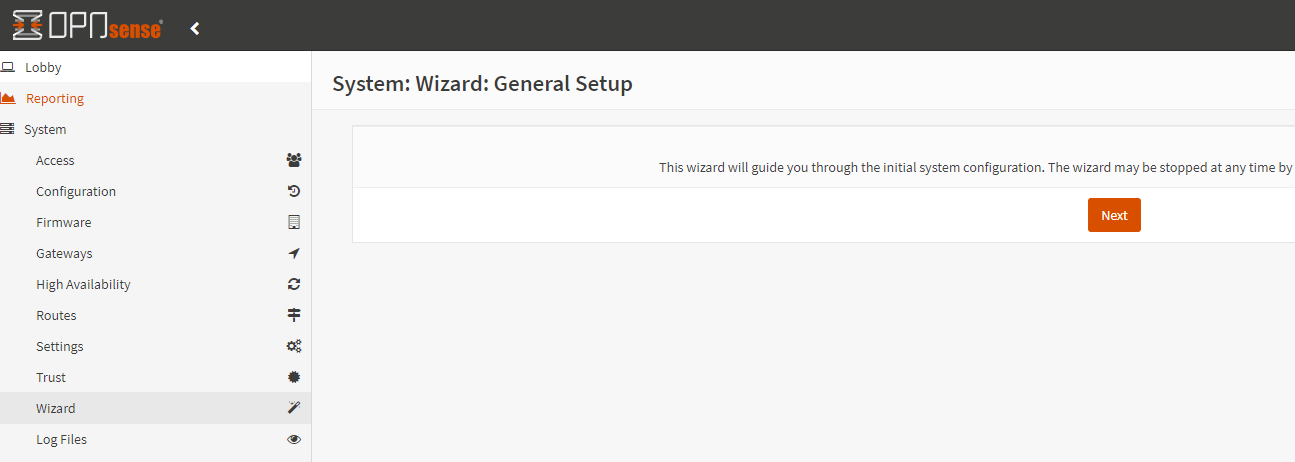 OPNsense
Lobby
Reporting
System
Access
Configuration
Firmware
Gateways
High Availability
Routes
Settings
Trust
Wizard
Log Files
System: Wizard: General Setup
This wizard will guide you through the initial system configuration. The wizard may be stopped at any time by
Next